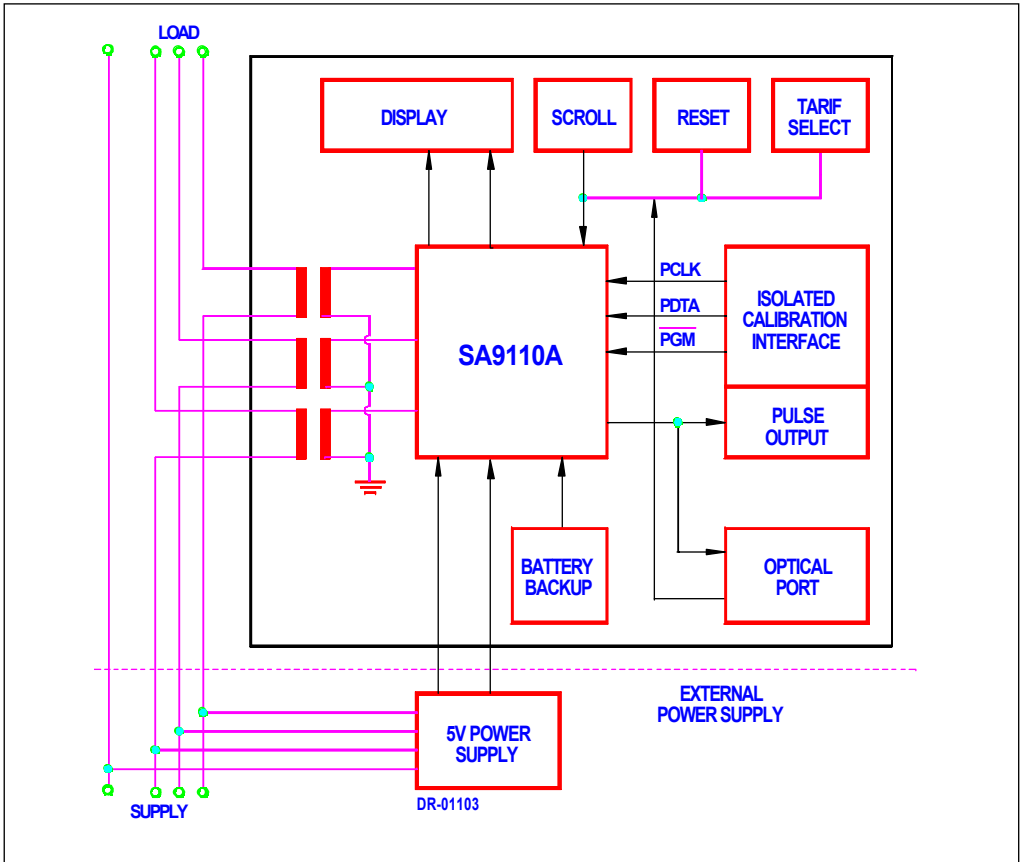 LOAD
DISPLAY
SCROLL
RESET
TARIF
SELECT
PCLK
PDTA
PGM
ISOLATED
CALIBRATION
INTERFACE
SA9110A
PULSE
OUTPUT
BATTERY
BACKUP
OPTICAL
PORT
EXTERNAL
POWER SUPPLY
5V POWER
SUPPLY
DR-01103
SUPPLY